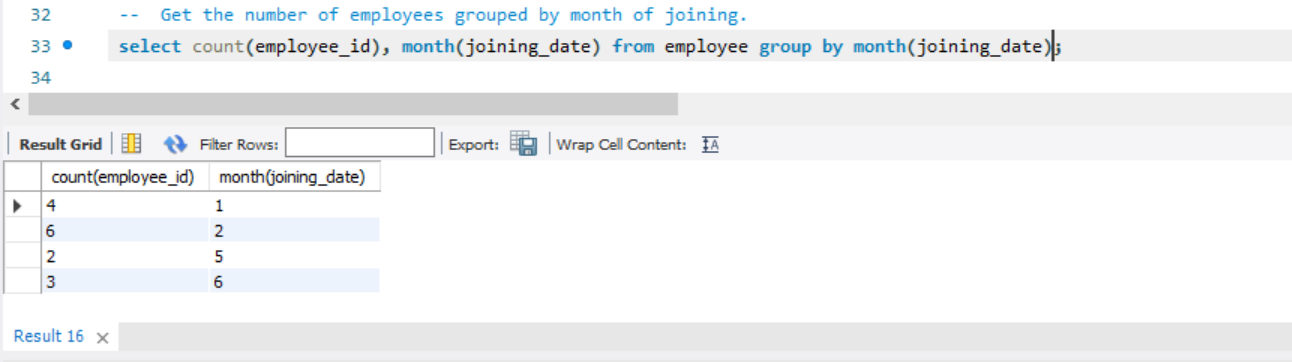 32 -- Get the number of employees grouped by month of joining.
33 select count(employee_id), month(joining_date) from employee group by month(joining_date);
34
Result Grid Filter Rows: Export: Wrap Cell Content: IA
count(employee_id) month(joining_date)
4 1
6 2
2 5
3 6
Result 16 ×